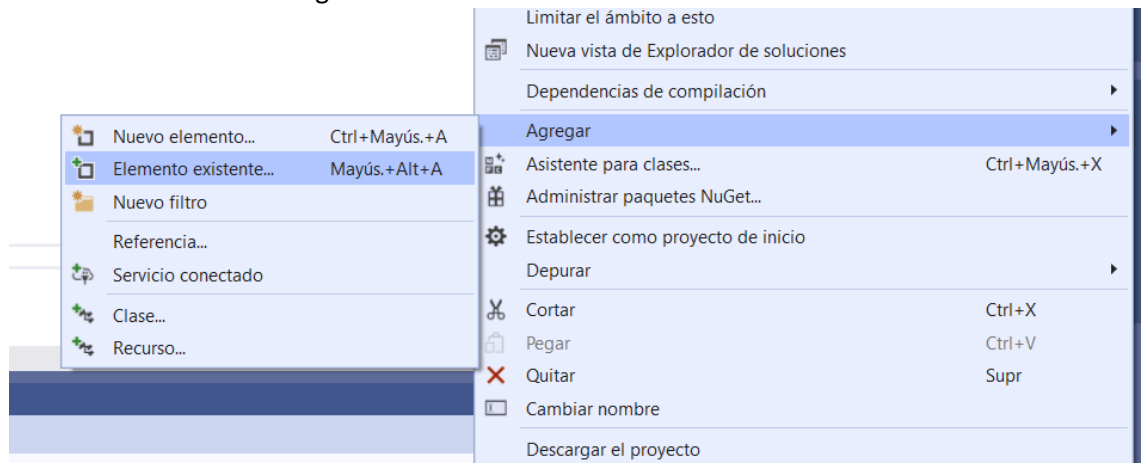 Limitar el ámbito a esto
Nueva vista de Explorador de soluciones
Dependencias de compilación
Agregar
Asistente para clases... Ctrl+Mayús.+X
Administrar paquetes NuGet...
Establecer como proyecto de inicio
Depurar
Cortar Ctrl+X
Pegar Ctrl+V
Quitar Supr
Cambiar nombre
Descargar el proyecto
Nuevo elemento... Ctrl+Mayús.+A
Elemento existente... Mayús.+Alt+A
Nuevo filtro
Referencia...
Servicio conectado
Clase...
Recurso...